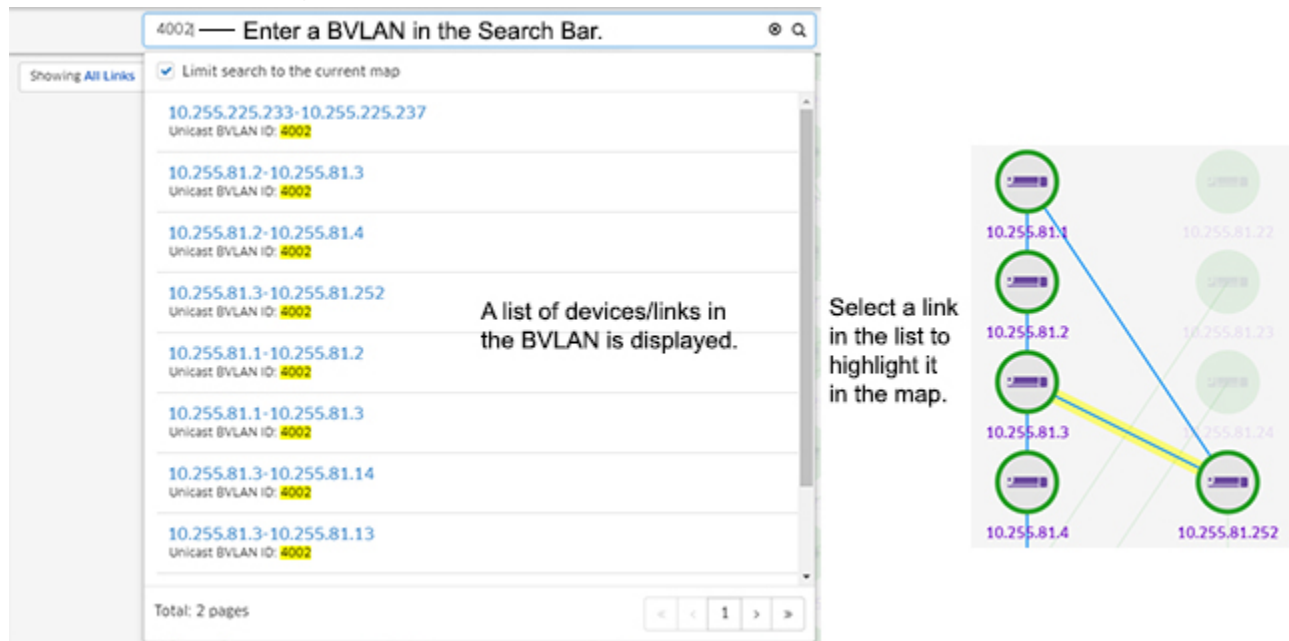 4002 Enter a BVLAN in the Search Bar.
Showing All Links
Limit search to the current map
10.255.225.233-10.255.225.237
Unicast BVLAN ID: 4002
10.255.81.2-10.255.81.3
Unicast BVLAN ID: 4002
10.255.81.2-10.255.81.4
Unicast BVLAN ID: 4002
10.255.81.3-10.255.81.252
Unicast BVLAN ID: 4002
10.255.81.1-10.255.81.2
Unicast BVLAN ID: 4002
10.255.81.1-10.255.81.3
Unicast BVLAN ID: 4002
10.255.81.3-10.255.81.14
Unicast BVLAN ID: 4002
10.255.81.3-10.255.81.13
Unicast BVLAN ID: 4002
Total: 2 pages
« < 1 > »
A list of devices/links in
the BVLAN is displayed.
Select a link
in the list to
highlight it
in the map.
10.255.81.1
10.255.81.22
10.255.81.2
10.255.81.23
10.255.81.3
10.255.81.24
10.255.81.4
10.255.81.252